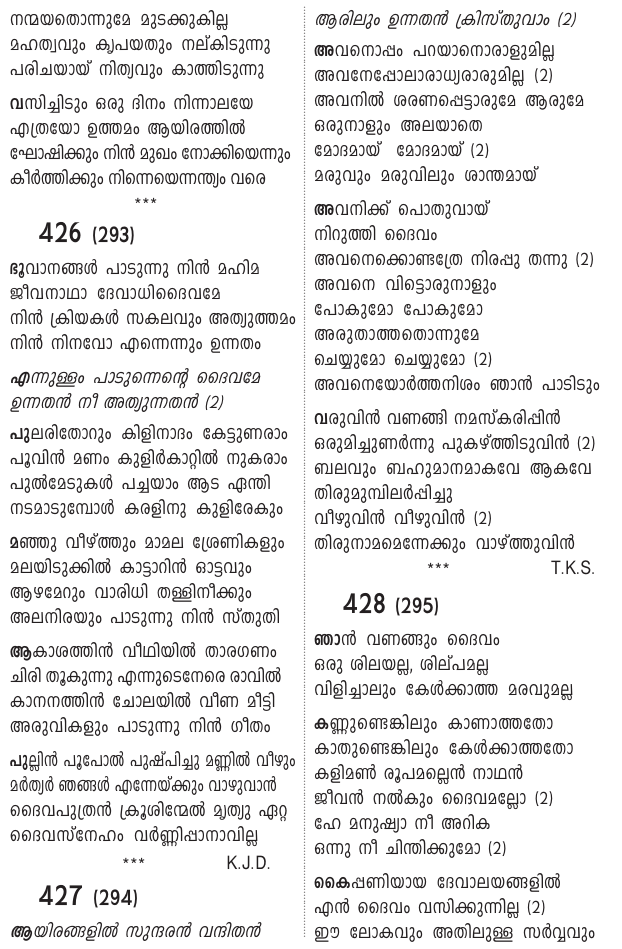 നന്മയതൊന്നുമേ മുടക്കുകില്ല
മഹത്വവും കൃപയതും നല്കിടുന്നു
പരിചയായ് നിത്യവും കാത്തിടുന്നു
വസിച്ചിടും ഒരു ദിനം നിന്നാലയേ
എത്രയോ ഉത്തമം ആയിരത്തിൽ
ഘോഷിക്കും നിൻ മുഖം നോക്കിയെന്നും
കീർത്തിക്കും നിന്നെയെന്നന്ത്യം വരെ
***
426 (293)
ഭൂവാനങ്ങൾ പാടുന്നു നിൻ മഹിമ
ജീവനാഥാ ദേവാധിദൈവമേ
നിൻ ക്രിയകൾ സകലവും അത്യുത്തമം
നിൻ നിനവോ എന്നെന്നും ഉന്നതം
എന്നുള്ളം പാടുന്നെന്റെ ദൈവമേ
ഉന്നതൻ നീ അത്യുന്നതൻ (2)
പുലരിതോറും കിളിനാദം കേട്ടുണരാം
പൂവിൻ മണം കുളിർകാറ്റിൽ നുകരാം
പുൽമേടുകൾ പച്ചയാം ആട ഏന്തി
നടമാടുമ്പോൾ കരളിനു കുളിരേകും
മഞ്ഞു വീഴ്ത്തും മാമല ശ്രേണികളും
മലയിടുക്കിൽ കാട്ടാറിൻ ഓട്ടവും
ആഴമേറും വാരിധി തള്ളിനീക്കും
അലനിരയും പാടുന്നു നിൻ സ്തുതി
ആകാശത്തിൻ വീഥിയിൽ താരഗണം
ചിരി തൂകുന്നു എന്നുടെനേരെ രാവിൽ
കാനനത്തിൻ ചോലയിൽ വീണ മീട്ടി
അരുവികളും പാടുന്നു നിൻ ഗീതം
പുല്ലിൻ പൂപോൽ പുഷ്പിച്ചു മണ്ണിൽ വീഴും
മർത്യർ ഞങ്ങൾ എന്നേയ്ക്കും വാഴുവാൻ
ദൈവപുത്രൻ ക്രൂശിന്മേൽ മൃത്യു ഏറ്റ
ദൈവസ്നേഹം വർണ്ണിപ്പാനാവില്ല
*** K.J.D.
427 (294)
ആയിരങ്ങളിൽ സുന്ദരൻ വന്ദിതൻ
ആരിലും ഉന്നതൻ ക്രിസ്തുവാം (2)
അവനൊപ്പം പറയാനൊരാളുമില്ല
അവനേപ്പോലാരാധ്യരാരുമില്ല (2)
അവനിൽ ശരണപ്പെട്ടാരുമേ ആരുമേ
ഒരുനാളും അലയാതെ
മോദമായ് മോദമായ് (2)
മരുവും മരുവിലും ശാന്തമായ്
അവനിക്ക് പൊതുവായ്
നിറുത്തി ദൈവം
അവനെക്കൊണ്ടത്രേ നിരപ്പു തന്നു (2)
അവനെ വിട്ടൊരുനാളും
പോകുമോ പോകുമോ
അരുതാത്തതൊന്നുമേ
ചെയ്യുമോ ചെയ്യുമോ (2)
അവനെയോർത്തനിശം ഞാൻ പാടിടും
വരുവിൻ വണങ്ങി നമസ്കരിപ്പിൻ
ഒരുമിച്ചുണർന്നു പുകഴ്ത്തിടുവിൻ (2)
ബലവും ബഹുമാനമാകവേ ആകവേ
തിരുമുമ്പിലർപ്പിച്ചു
വീഴുവിൻ വീഴുവിൻ (2)
തിരുനാമമെന്നേക്കും വാഴ്ത്തുവിൻ
*** T.K.S.
428 (295)
ഞാൻ വണങ്ങും ദൈവം
ഒരു ശിലയല്ല, ശില്പമല്ല
വിളിച്ചാലും കേൾക്കാത്ത മരവുമല്ല
കണ്ണുണ്ടെങ്കിലും കാണാത്തതോ
കാതുണ്ടെങ്കിലും കേൾക്കാത്തതോ
കളിമൺ രൂപമല്ലെൻ നാഥൻ
ജീവൻ നൽകും ദൈവമല്ലോ (2)
ഹേ മനുഷ്യാ നീ അറിക
ഒന്നു നീ ചിന്തിക്കുമോ (2)
കൈപ്പണിയായ ദേവാലയങ്ങളിൽ
എൻ ദൈവം വസിക്കുന്നില്ല (2)
ഈ ലോകവും അതിലുള്ള സർവ്വവും